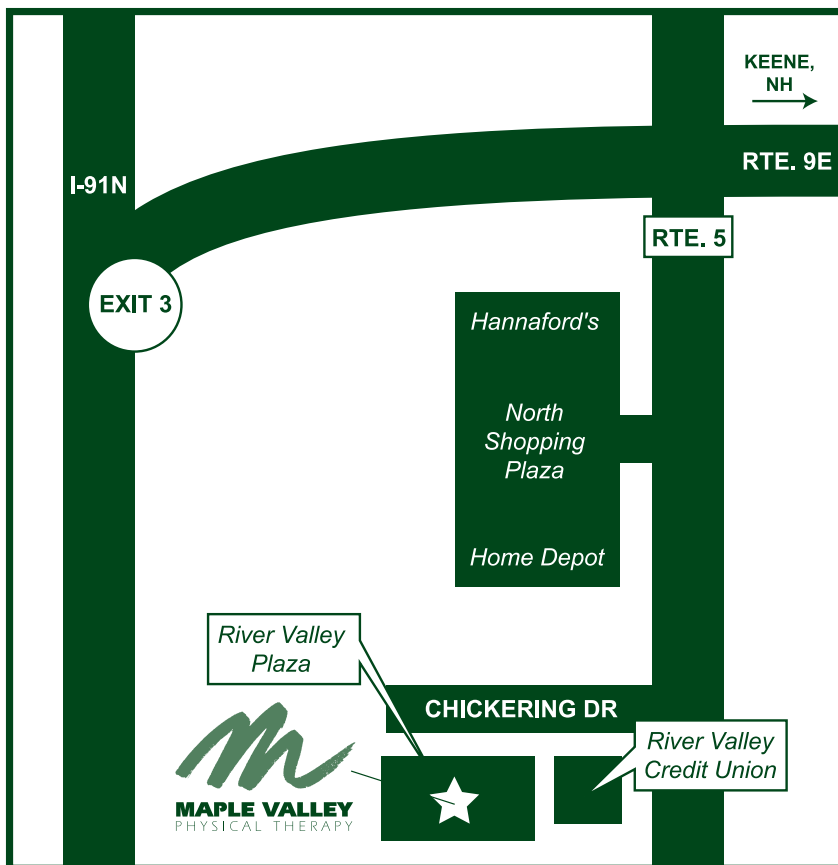 KEENE,
NH
I-91N
RTE. 9E
RTE. 5
EXIT 3
Hannaford's
North
Shopping
Plaza
Home Depot
River Valley
Plaza
CHICKERING DR
River Valley
Credit Union
MAPLE VALLEY
PHYSICAL THERAPY